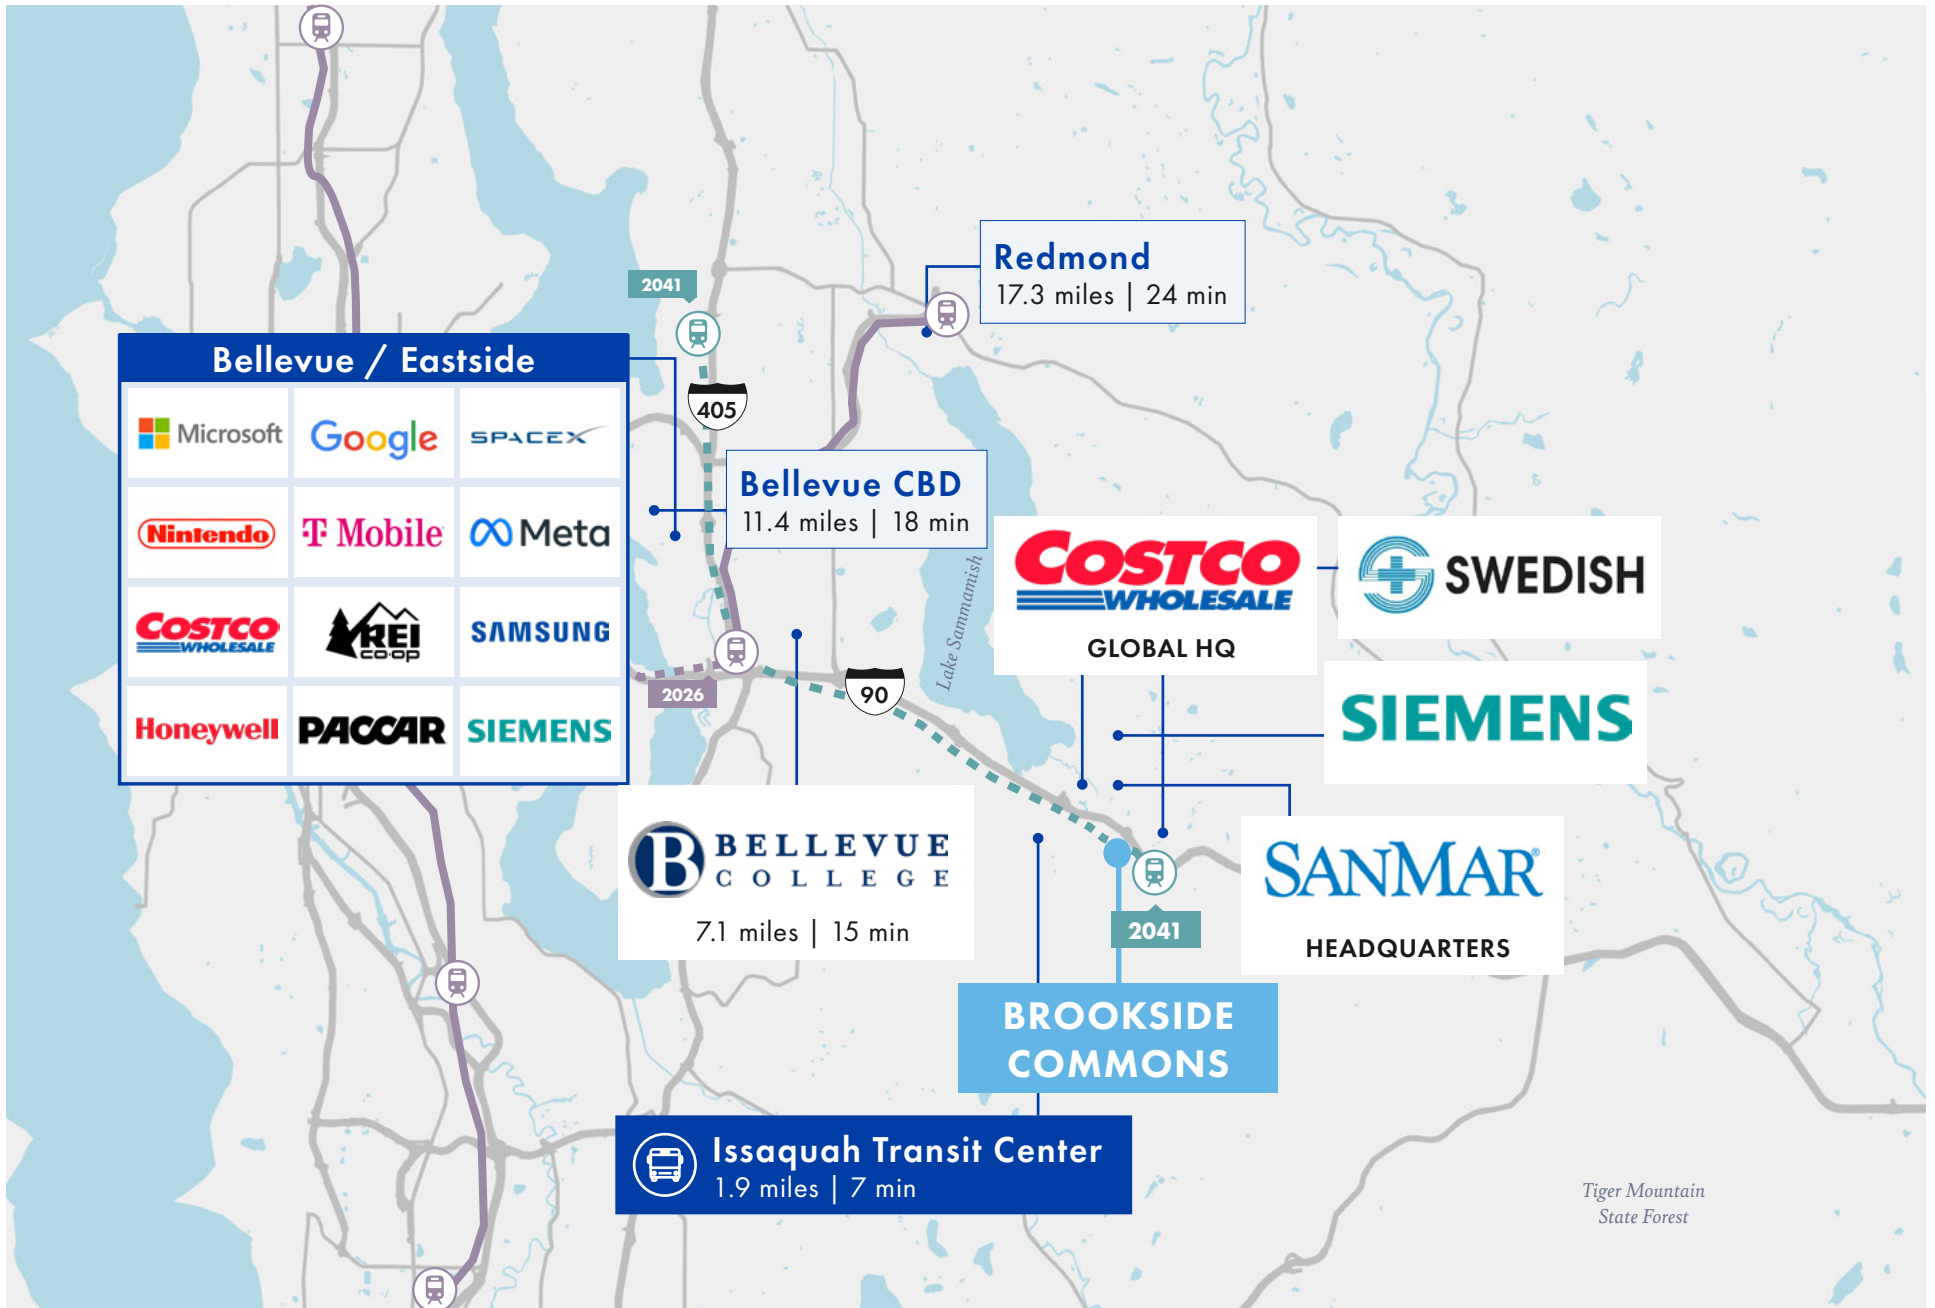 2041
Redmond
17.3 miles | 24 min
Bellevue / Eastside
Microsoft
Google
SPACEX
Nintendo
T Mobile
Meta
COSTCO
WHOLESALE
REI
CO·OP
SAMSUNG
Honeywell
PACCAR
SIEMENS
405
Bellevue CBD
11.4 miles | 18 min
2026
90
Lake Sammamish
COSTCO
WHOLESALE
GLOBAL HQ
SWEDISH
SIEMENS
B BELLEVUE
COLLEGE
7.1 miles | 15 min
SANMAR®
HEADQUARTERS
2041
BROOKSIDE
COMMONS
Issaquah Transit Center
1.9 miles | 7 min
Tiger Mountain
State Forest